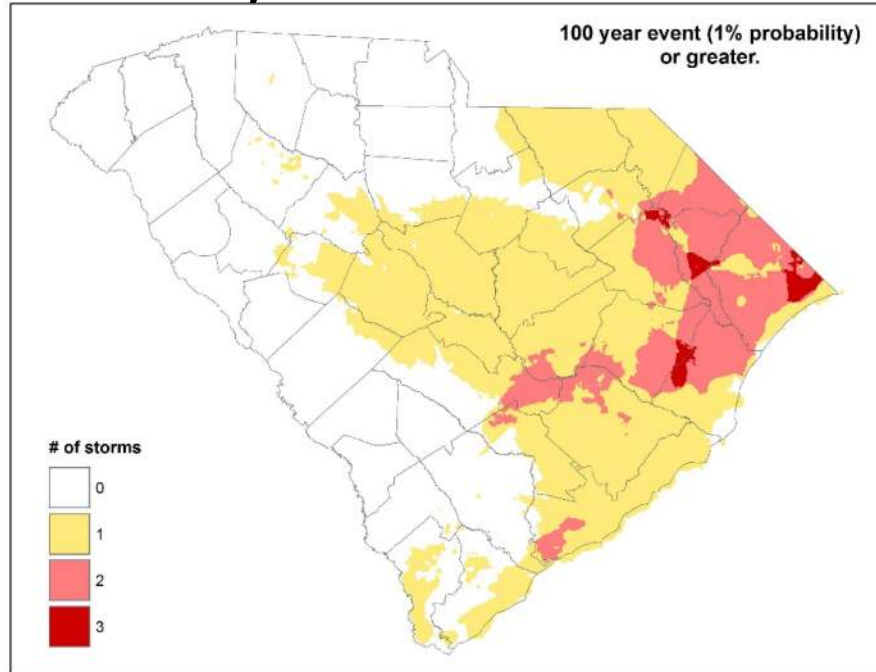 100 year event (1% probability)
or greater.
# of storms
0
1
2
3